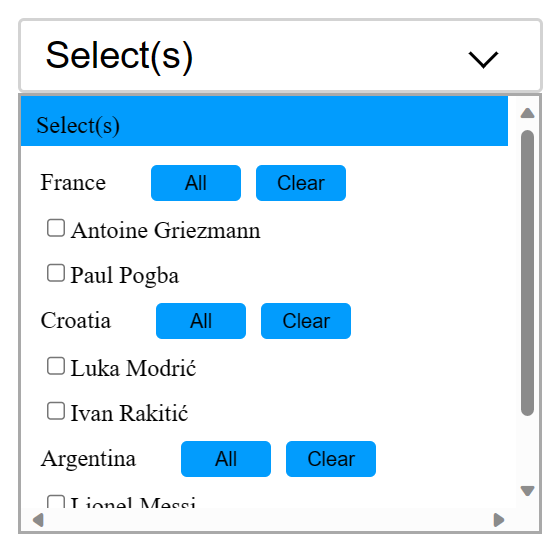 Select(s)
Select(s)
France All Clear
Antoine Griezmann
Paul Pogba
Croatia All Clear
Luka Modrić
Ivan Rakitić
Argentina All Clear
Lionel Messi